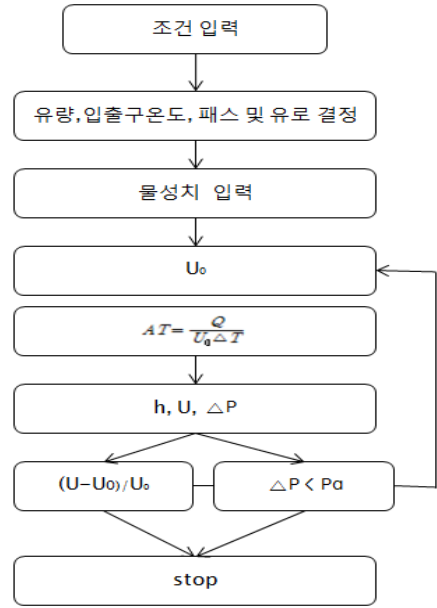 조건 입력
유량,입출구온도, 패스 및 유로 결정
물성치 입력
U₀
AT= Q / U₀△T
h, U, △P
(U-U₀)/U₀
△P < Pa
stop